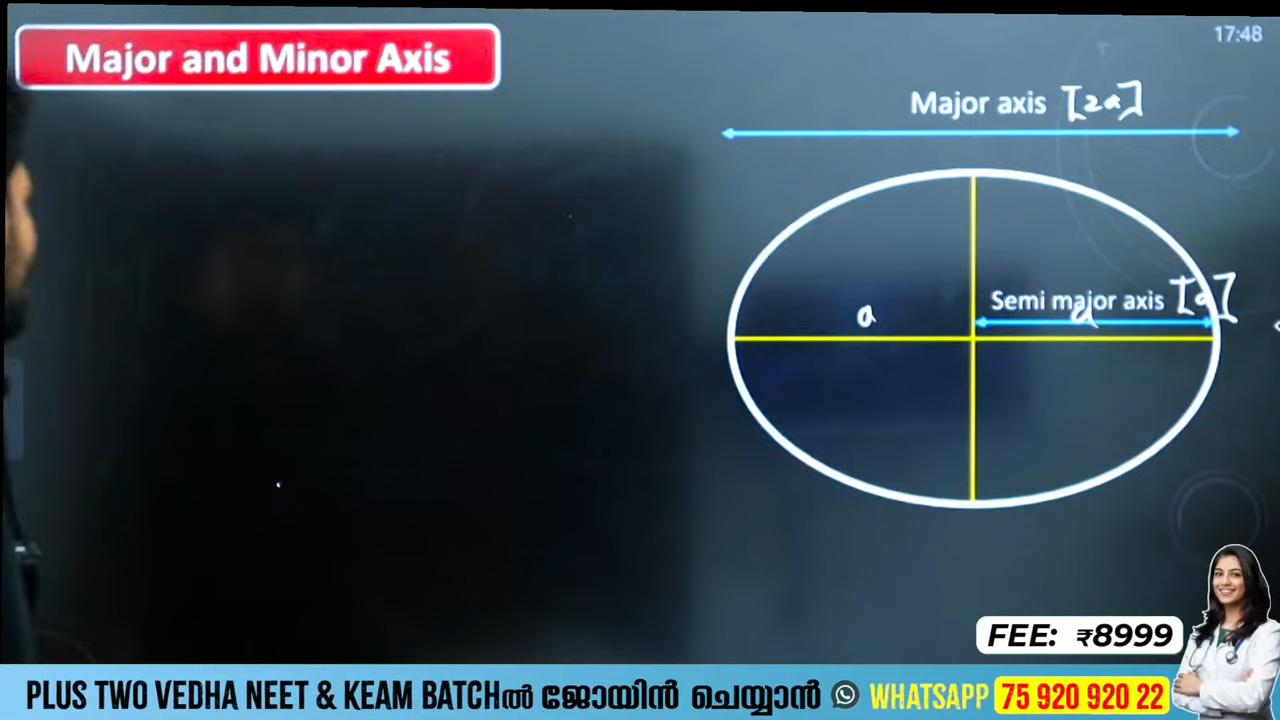 Major and Minor Axis
17:48
Major axis [2a]
Semi major axis [a]
a
a
FEE: ₹8999
PLUS TWO VEDHA NEET & KEAM BATCHൽ ജോയിൻ ചെയ്യാൻ WHATSAPP 75 920 920 22